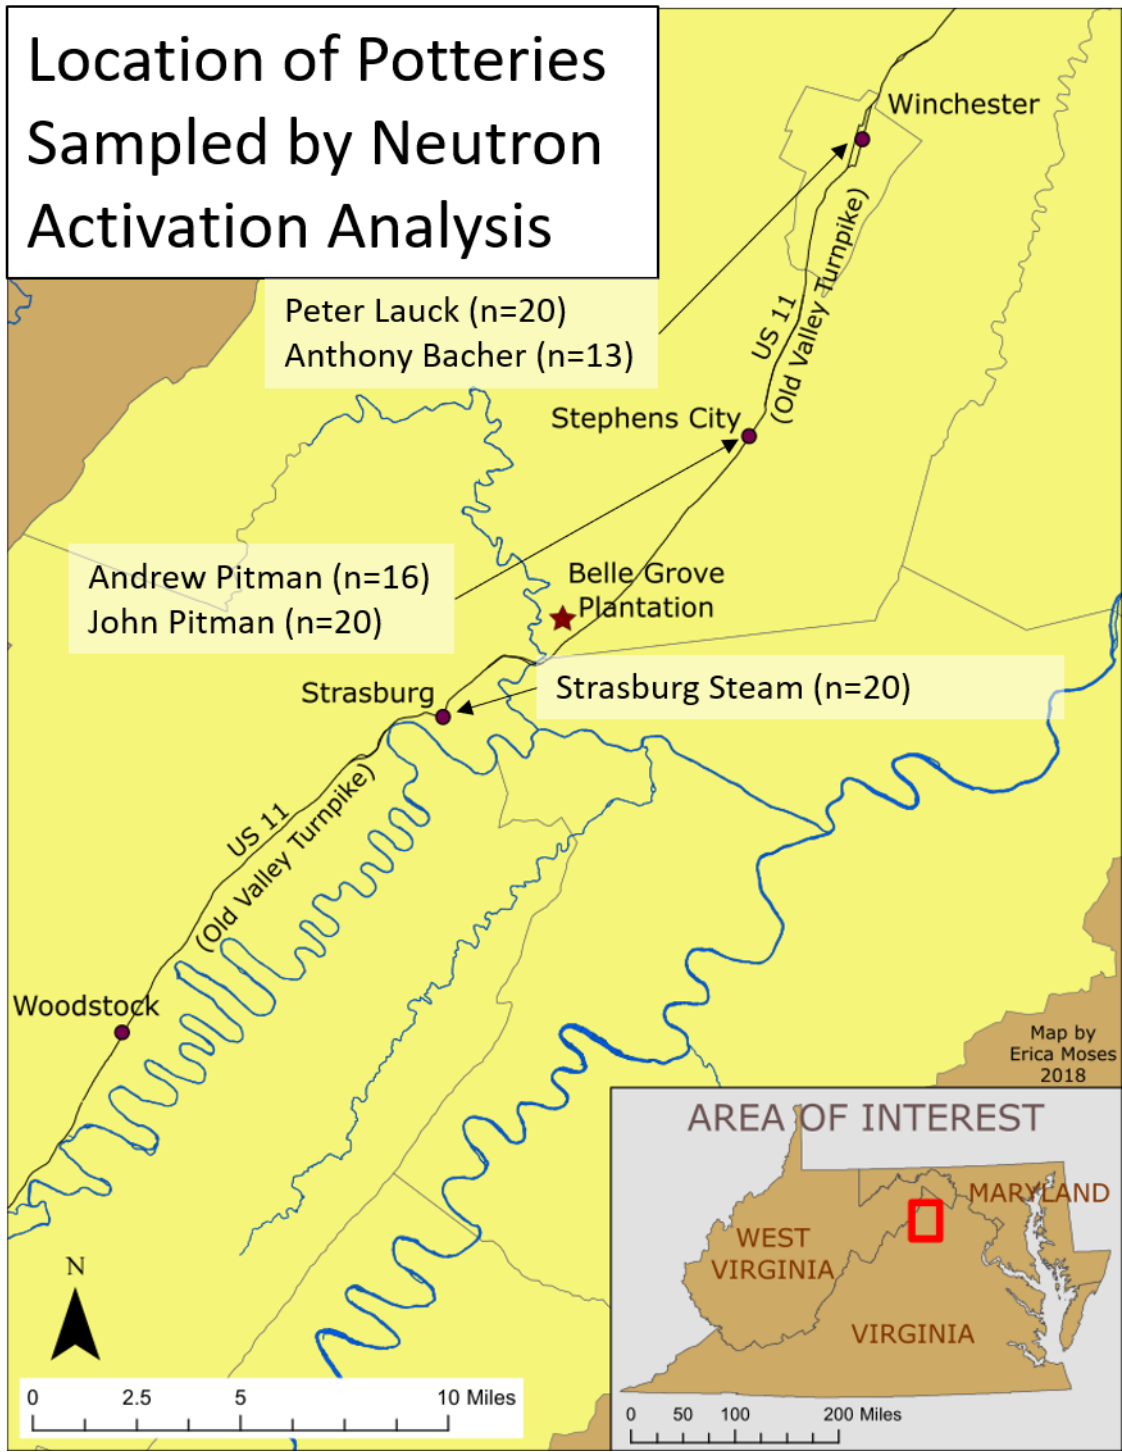 Location of Potteries
Sampled by Neutron
Activation Analysis
Winchester
Peter Lauck (n=20)
Anthony Bacher (n=13)
US 11
(Old Valley Turnpike)
Stephens City
Andrew Pitman (n=16)
John Pitman (n=20)
Belle Grove
Plantation
Strasburg
Strasburg Steam (n=20)
US 11
(Old Valley Turnpike)
Woodstock
Map by
Erica Moses
2018
AREA OF INTEREST
MARYLAND
WEST
VIRGINIA
VIRGINIA
0 50 100 200 Miles
N
0 2.5 5 10 Miles